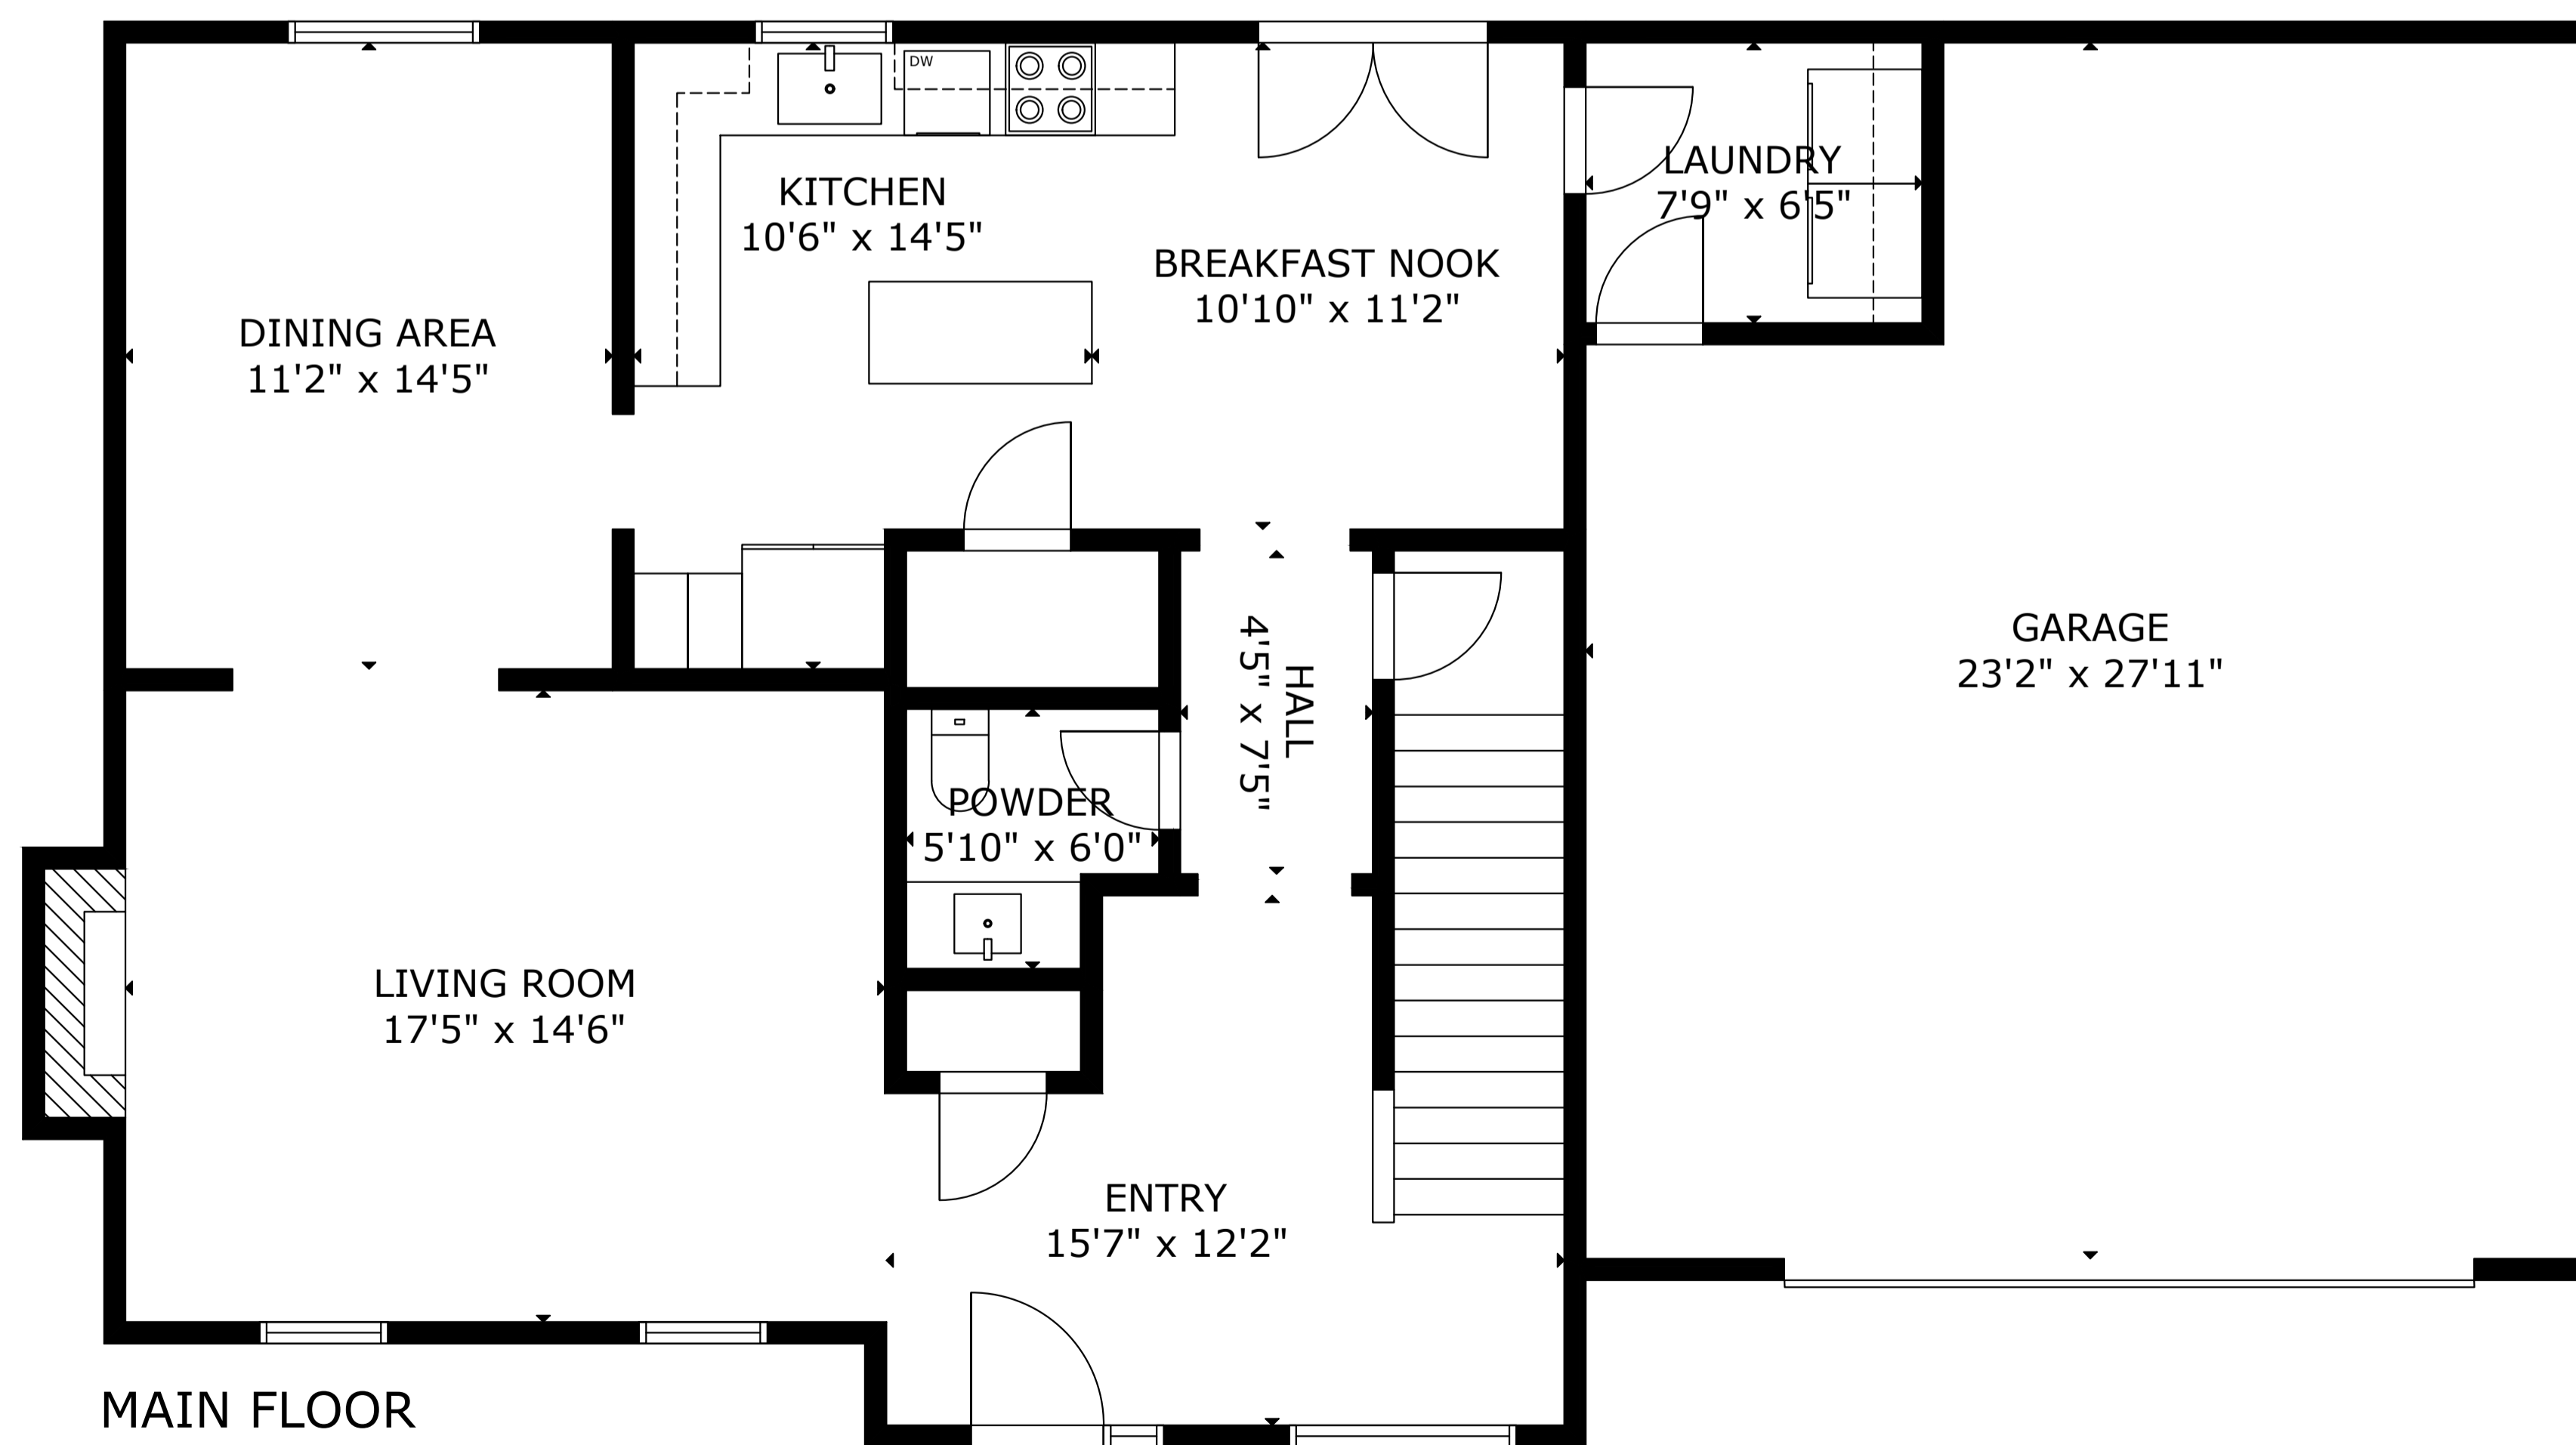 DW
KITCHEN
10'6" x 14'5"
LAUNDRY
7'9" x 6'5"
BREAKFAST NOOK
10'10" x 11'2"
DINING AREA
11'2" x 14'5"
HALL
4'5" x 7'5"
GARAGE
23'2" x 27'11"
POWDER
5'10" x 6'0"
LIVING ROOM
17'5" x 14'6"
ENTRY
15'7" x 12'2"
MAIN FLOOR